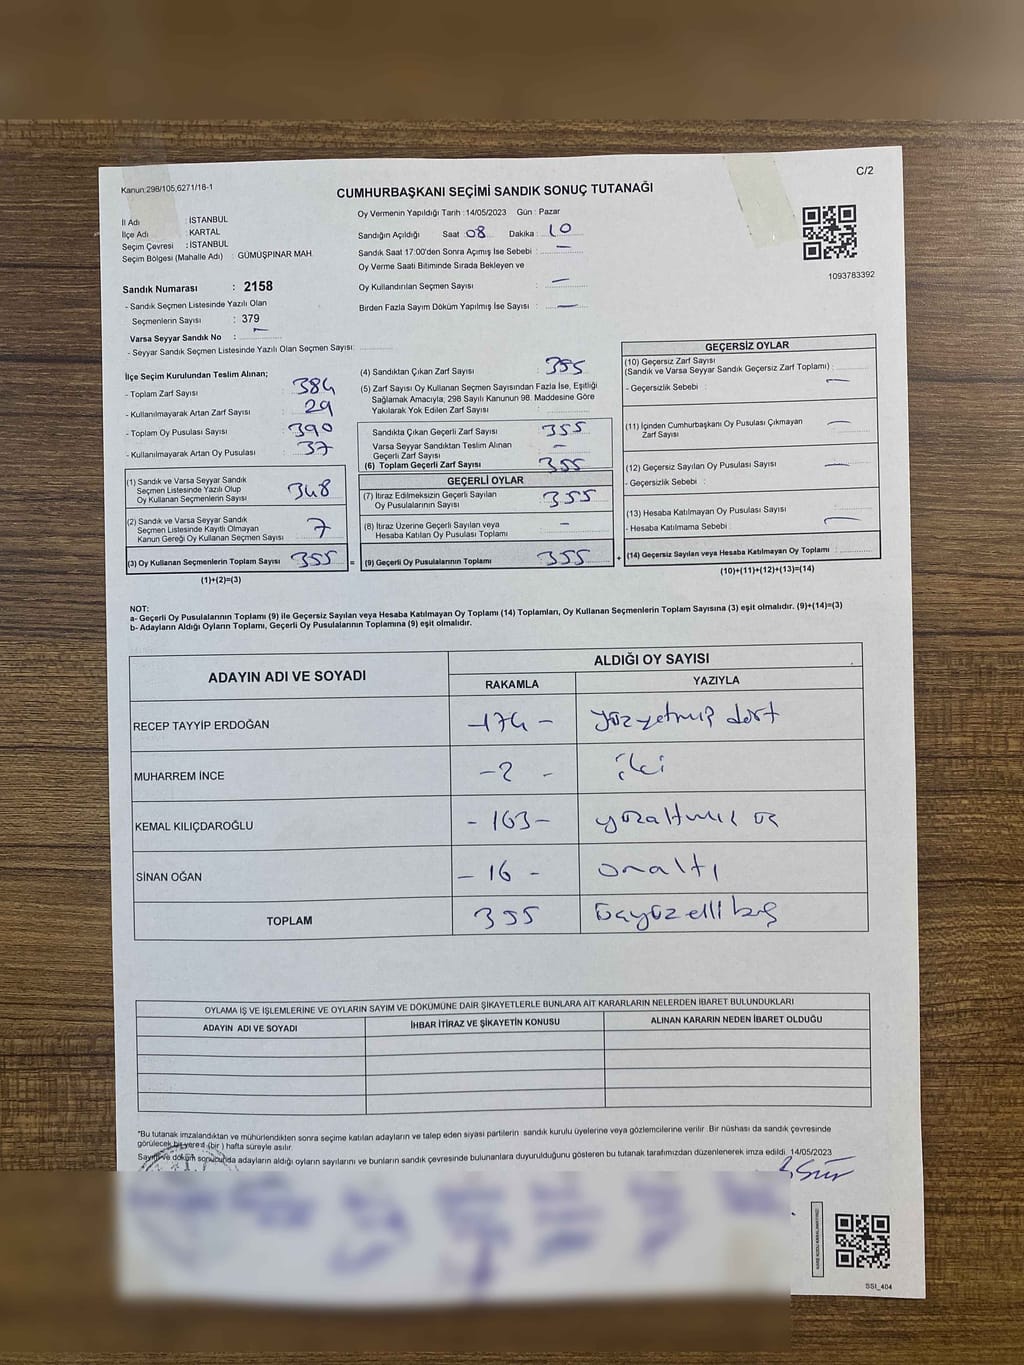 Kanun:298/105,6271/18-1
C/2
CUMHURBAŞKANI SEÇİMİ SANDIK SONUÇ TUTANAĞI
İl Adı : İSTANBUL
İlçe Adı : KARTAL
Seçim Çevresi : İSTANBUL
Seçim Bölgesi (Mahalle Adı) : GÜMÜŞPINAR MAH
Sandık Numarası : 2158
- Sandık Seçmen Listesinde Yazılı Olan
Seçmenlerin Sayısı : 379
Varsa Seyyar Sandık No : –
- Seyyar Sandık Seçmen Listesinde Yazılı Olan Seçmen Sayısı:
Oy Vermenin Yapıldığı Tarih :14/05/2023 Gün : Pazar
Sandığın Açıldığı Saat :08 Dakika : 10
Sandık Saat 17:00'den Sonra Açımış İse Sebebi : –
Oy Verme Saati Bitiminde Sırada Bekleyen ve
Oy Kullandırılan Seçmen Sayısı : –
Birden Fazla Sayım Döküm Yapılmış İse Sayısı : –
1093783392
İlçe Seçim Kurulundan Teslim Alınan;
- Toplam Zarf Sayısı : 384
- Kullanılmayarak Artan Zarf Sayısı : 29
- Toplam Oy Pusulası Sayısı : 390
- Kullanılmayarak Artan Oy Pusulası : 37
(1) Sandık ve Varsa Seyyar Sandık
Seçmen Listesinde Yazılı Olup
Oy Kullanan Seçmenlerin Sayısı 348
(2) Sandık ve Varsa Seyyar Sandık
Seçmen Listesinde Kayıtlı Olmayan
Kanun Gereği Oy Kullanan Seçmen Sayısı 7
(3) Oy Kullanan Seçmenlerin Toplam Sayısı 355
(1)+(2)=(3)
(4) Sandıktan Çıkan Zarf Sayısı : 355
(5) Zarf Sayısı Oy Kullanan Seçmen Sayısından Fazla İse, Eşitliği
Sağlamak Amacıyla, 298 Sayılı Kanunun 98. Maddesine Göre
Yakılarak Yok Edilen Zarf Sayısı :
Sandıkta Çıkan Geçerli Zarf Sayısı 355
Varsa Seyyar Sandıktan Teslim Alınan
Geçerli Zarf Sayısı –
(6) Toplam Geçerli Zarf Sayısı 355
GEÇERLİ OYLAR
(7) İtiraz Edilmeksizin Geçerli Sayılan
Oy Pusulalarının Sayısı 355
(8) İtiraz Üzerine Geçerli Sayılan veya
Hesaba Katılan Oy Pusulası Toplamı –
= (9) Geçerli Oy Pusulalarının Toplamı 355 +
GEÇERSİZ OYLAR
(10) Geçersiz Zarf Sayısı
(Sandık ve Varsa Seyyar Sandık Geçersiz Zarf Toplamı) :
- Geçersizlik Sebebi : –
(11) İçinden Cumhurbaşkanı Oy Pusulası Çıkmayan
Zarf Sayısı –
(12) Geçersiz Sayılan Oy Pusulası Sayısı –
- Geçersizlik Sebebi :
(13) Hesaba Katılmayan Oy Pusulası Sayısı
- Hesaba Katılmama Sebebi : –
(14) Geçersiz Sayılan veya Hesaba Katılmayan Oy Toplamı :
(10)+(11)+(12)+(13)=(14)
NOT:
a- Geçerli Oy Pusulalarının Toplamı (9) ile Geçersiz Sayılan veya Hesaba Katılmayan Oy Toplamı (14) Toplamları, Oy Kullanan Seçmenlerin Toplam Sayısına (3) eşit olmalıdır. (9)+(14)=(3)
b- Adayların Aldığı Oyların Toplamı, Geçerli Oy Pusulalarının Toplamına (9) eşit olmalıdır.
ADAYIN ADI VE SOYADI ALDIĞI OY SAYISI
RAKAMLA YAZIYLA
RECEP TAYYİP ERDOĞAN -174- yüzyetmiş dört
MUHARREM İNCE -2- iki
KEMAL KILIÇDAROĞLU -163- yüzaltmış üç
SİNAN OĞAN -16- onaltı
TOPLAM 355 üçyüzelli beş
OYLAMA İŞ VE İŞLEMLERİNE VE OYLARIN SAYIM VE DÖKÜMÜNE DAİR ŞİKAYETLERLE BUNLARA AİT KARARLARIN NELERDEN İBARET BULUNDUKLARI
ADAYIN ADI VE SOYADI İHBAR İTİRAZ VE ŞİKAYETİN KONUSU ALINAN KARARIN NEDEN İBARET OLDUĞU
*Bu tutanak imzalandıktan ve mühürlendikten sonra seçime katılan adayların ve talep eden siyasi partilerin sandık kurulu üyelerine veya gözlemcilerine verilir. Bir nüshası da sandık çevresinde
görülecek bir yere 1 (bir) hafta süreyle asılır.
Sayım ve döküm sonucunda adayların aldığı oyların sayılarını ve bunların sandık çevresinde bulunanlara duyurulduğunu gösteren bu tutanak tarafımızdan düzenlenerek imza edildi. 14/05/2023
SSI_404